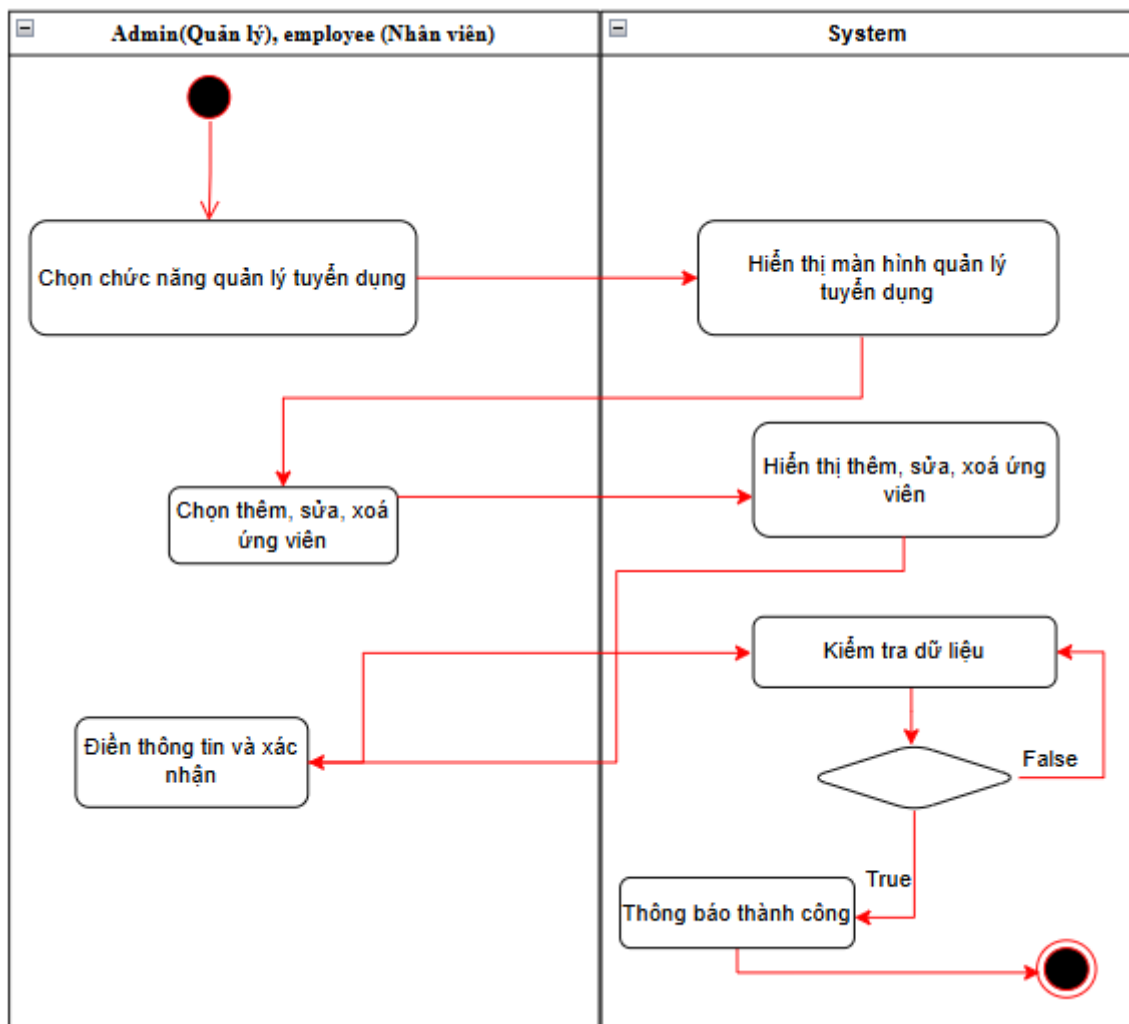 Admin(Quản lý), employee (Nhân viên)
System
Chọn chức năng quản lý tuyển dụng
Hiển thị màn hình quản lý
tuyển dụng
Chọn thêm, sửa, xoá
ứng viên
Hiển thị thêm, sửa, xoá ứng
viên
Kiểm tra dữ liệu
Điền thông tin và xác
nhận
False
True
Thông báo thành công